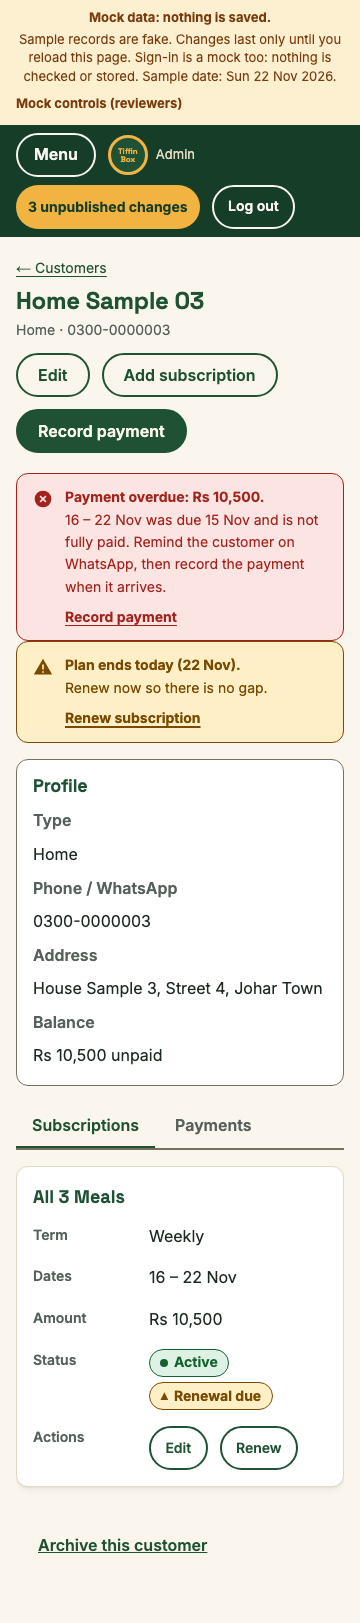 Mock data: nothing is saved.
Sample records are fake. Changes last only until you
reload this page. Sign-in is a mock too: nothing is
checked or stored. Sample date: Sun 22 Nov 2026.
Mock controls (reviewers)
Menu
Tiffin
Box
Admin
3 unpublished changes
Log out
← Customers
Home Sample 03
Home · 0300-0000003
Edit
Add subscription
Record payment
Payment overdue: Rs 10,500.
16 – 22 Nov was due 15 Nov and is not
fully paid. Remind the customer on
WhatsApp, then record the payment
when it arrives.
Record payment
Plan ends today (22 Nov).
Renew now so there is no gap.
Renew subscription
Profile
Type
Home
Phone / WhatsApp
0300-0000003
Address
House Sample 3, Street 4, Johar Town
Balance
Rs 10,500 unpaid
Subscriptions
Payments
All 3 Meals
Term
Weekly
Dates
16 – 22 Nov
Amount
Rs 10,500
Status
Active
Renewal due
Actions
Edit
Renew
Archive this customer